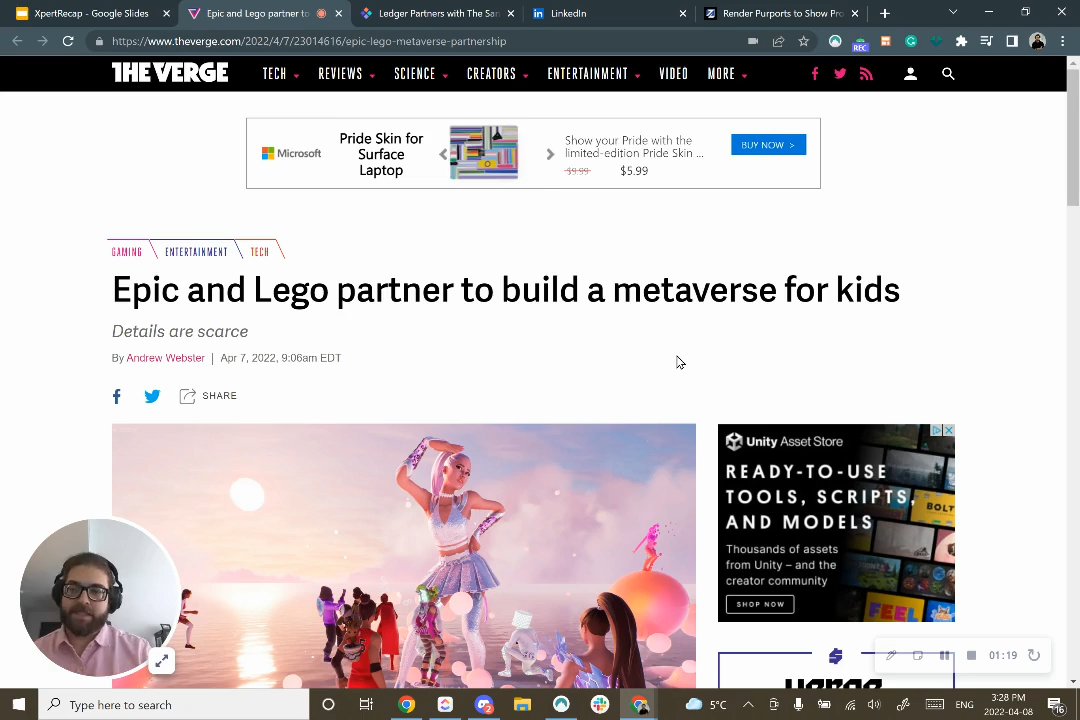 XpertRecap - Google Slides
Epic and Lego partner to
Ledger Partners with The San
LinkedIn
Render Purports to Show Pro
https://www.theverge.com/2022/4/7/23014616/epic-lego-metaverse-partnership
REC
THE VERGE
TECH
REVIEWS
SCIENCE
CREATORS
ENTERTAINMENT
VIDEO
MORE
Microsoft
Pride Skin for
Surface
Laptop
Show your Pride with the
limited-edition Pride Skin ...
$9.99 $5.99
BUY NOW >
GAMING
ENTERTAINMENT
TECH
Epic and Lego partner to build a metaverse for kids
Details are scarce
By Andrew Webster | Apr 7, 2022, 9:06am EDT
SHARE
Unity Asset Store
READY-TO-USE
TOOLS, SCRIPTS,
AND MODELS
Thousands of assets
from Unity – and the
creator community
SHOP NOW
BOLT
FEEL
01:19
verge
Type here to search
5°C
ENG
3:28 PM
2022-04-08
16